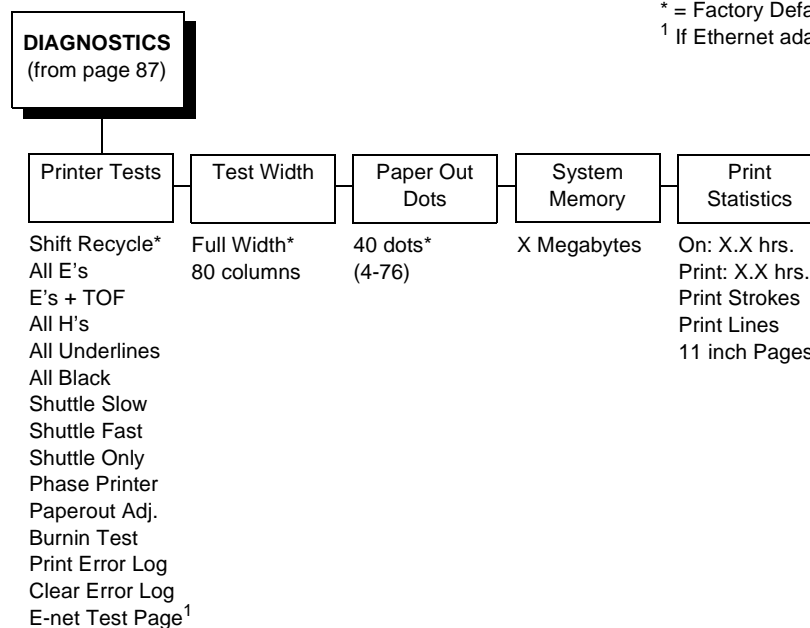 * = Factory Defa
¹ If Ethernet ada
DIAGNOSTICS
(from page 87)
Printer Tests
Shift Recycle*
All E's
E's + TOF
All H's
All Underlines
All Black
Shuttle Slow
Shuttle Fast
Shuttle Only
Phase Printer
Paperout Adj.
Burnin Test
Print Error Log
Clear Error Log
E-net Test Page¹
Test Width
Full Width*
80 columns
Paper Out
Dots
40 dots*
(4-76)
System
Memory
X Megabytes
Print
Statistics
On: X.X hrs.
Print: X.X hrs.
Print Strokes
Print Lines
11 inch Pages